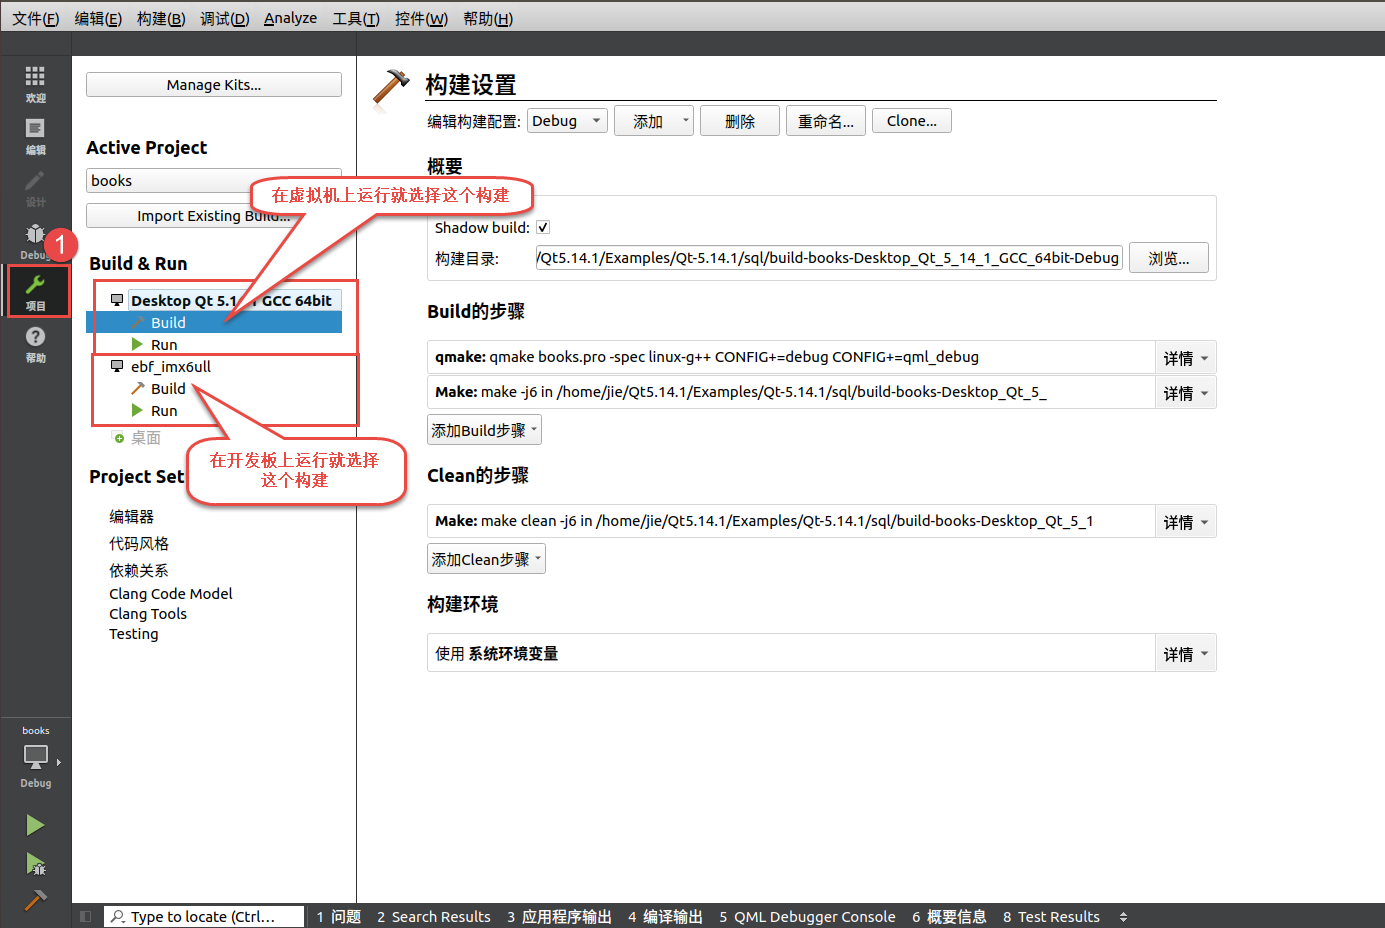 文件(F) 编辑(E) 构建(B) 调试(D) Analyze 工具(T) 控件(W) 帮助(H)
欢迎
编辑
设计
Debug
1
项目
帮助
books
Debug
Manage Kits...
Active Project
books
Import Existing Build...
在虚拟机上运行就选择这个构建
Build & Run
Desktop Qt 5.1 GCC 64bit
Build
Run
ebf_imx6ull
Build
Run
桌面
在开发板上运行就选择
这个构建
Project Set
编辑器
代码风格
依赖关系
Clang Code Model
Clang Tools
Testing
构建设置
编辑构建配置: Debug 添加 删除 重命名... Clone...
概要
Shadow build:
构建目录: /Qt5.14.1/Examples/Qt-5.14.1/sql/build-books-Desktop_Qt_5_14_1_GCC_64bit-Debug 浏览...
Build的步骤
qmake: qmake books.pro -spec linux-g++ CONFIG+=debug CONFIG+=qml_debug 详情
Make: make -j6 in /home/jie/Qt5.14.1/Examples/Qt-5.14.1/sql/build-books-Desktop_Qt_5_ 详情
添加Build步骤
Clean的步骤
Make: make clean -j6 in /home/jie/Qt5.14.1/Examples/Qt-5.14.1/sql/build-books-Desktop_Qt_5_1 详情
添加Clean步骤
构建环境
使用 系统环境变量 详情
Type to locate (Ctrl... 1 问题 2 Search Results 3 应用程序输出 4 编译输出 5 QML Debugger Console 6 概要信息 8 Test Results